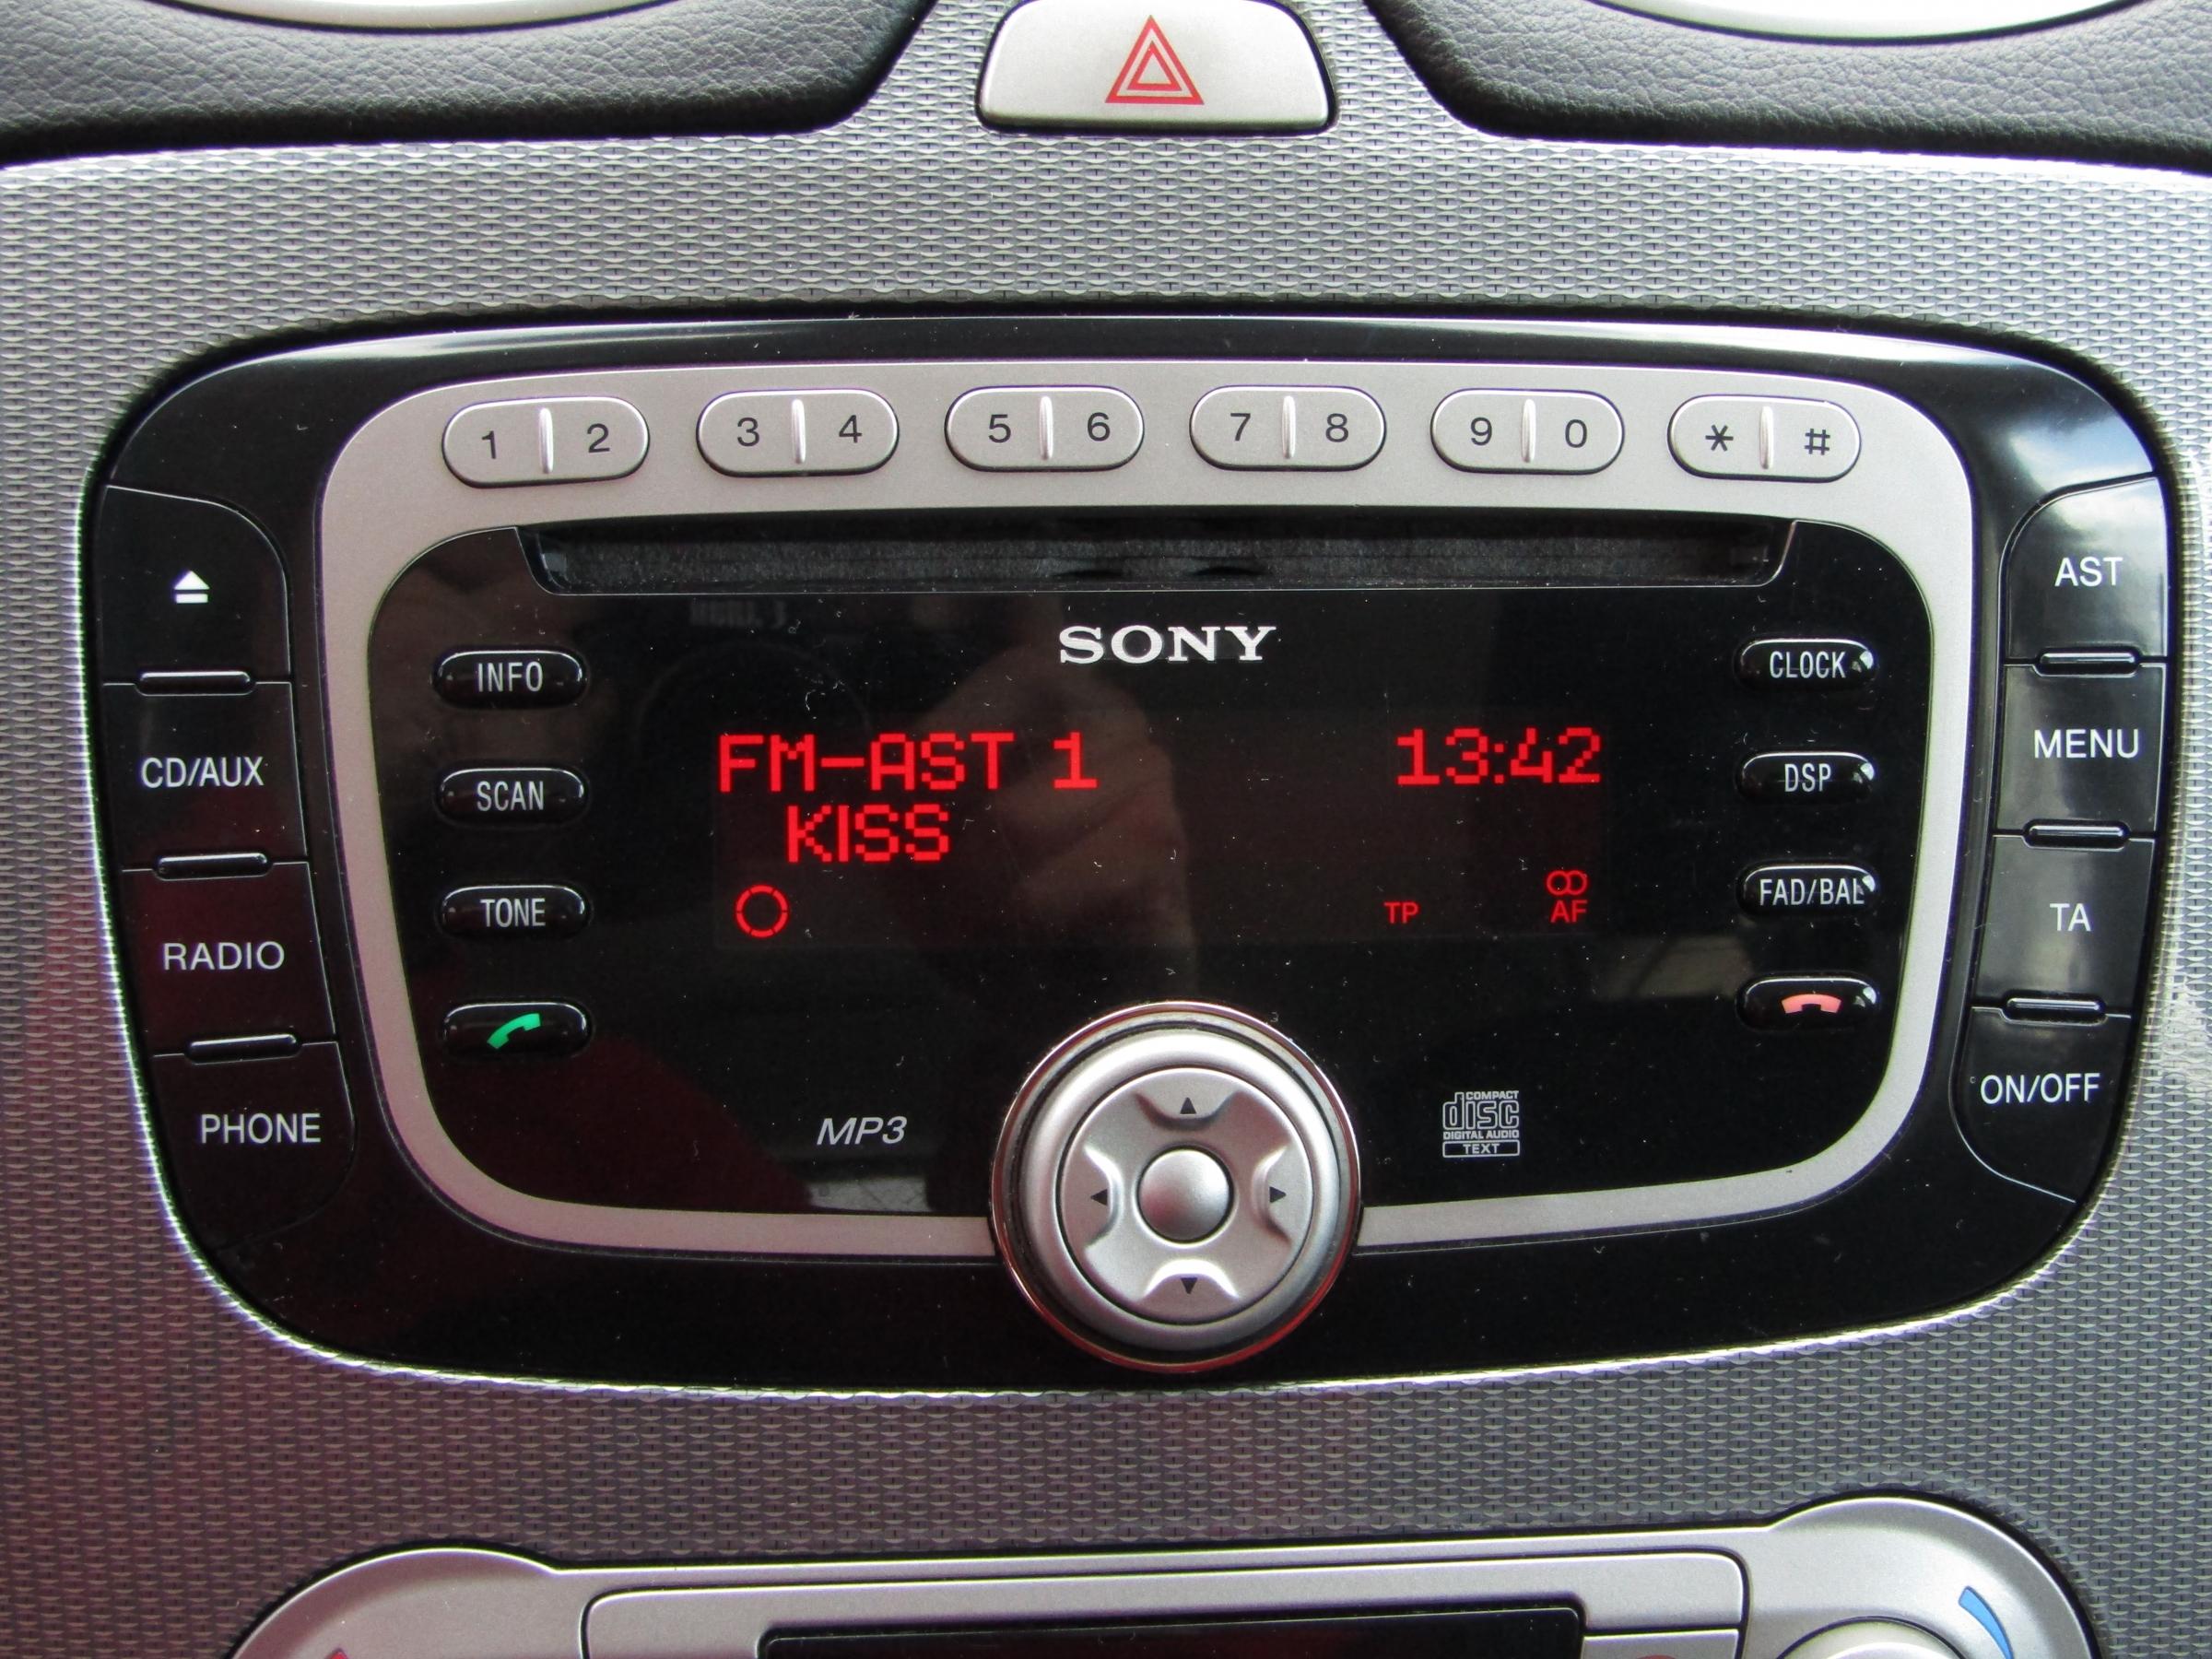 1 2 3 4 5 6 7 8 9 0 * #
SONY
INFO
SCAN
TONE
FM-AST 1 13:42
KISS
TP
AF
CLOCK
DSP
FAD/BAL
CD/AUX
RADIO
PHONE
AST
MENU
TA
ON/OFF
MP3
COMPACT
disc
DIGITAL AUDIO
TEXT